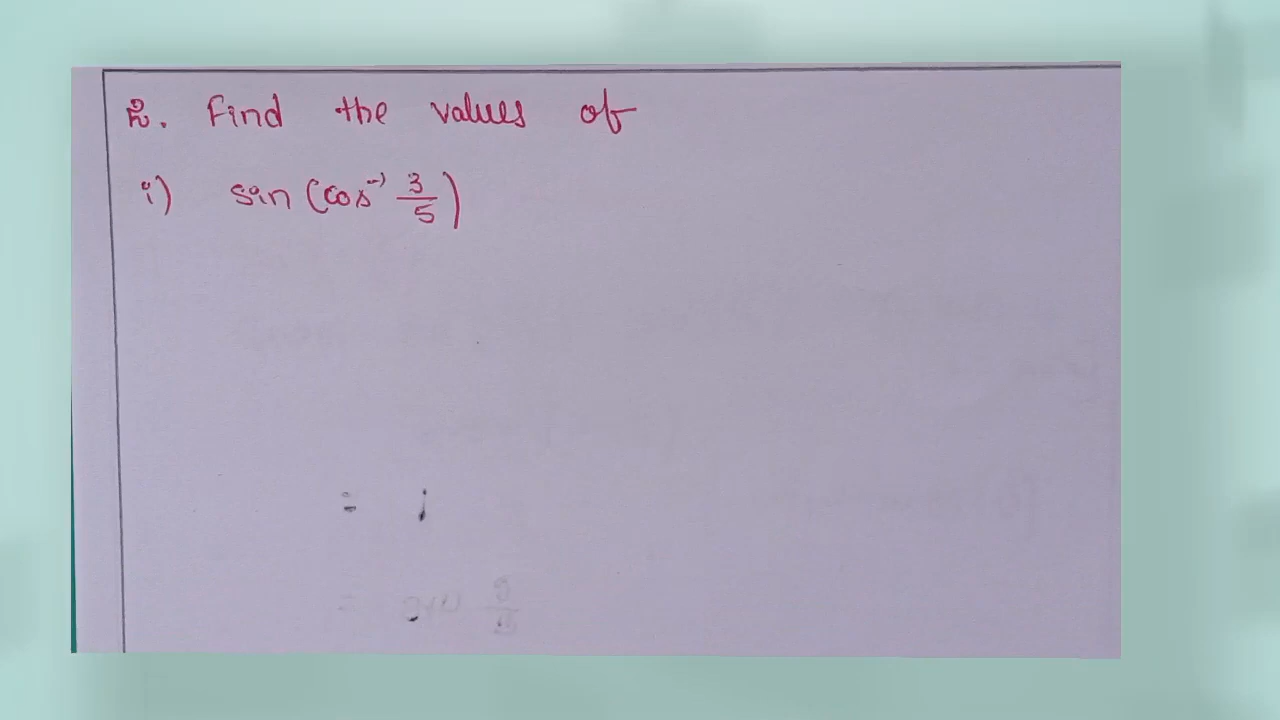 2. Find the values of
i) sin (cos⁻¹ 3/5)